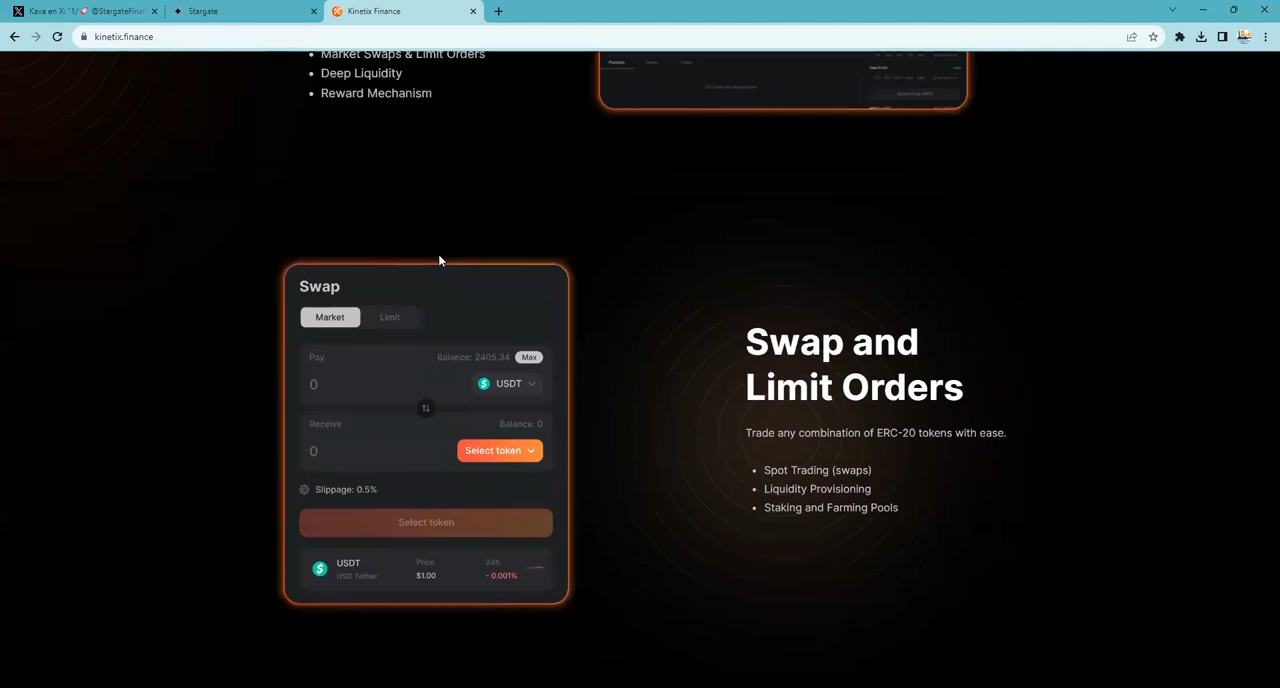 Kava en X: "1/🚀 @StargateFina
Stargate
Kinetix Finance
kinetix.finance
Market Swaps & Limit Orders
Deep Liquidity
Reward Mechanism
Positions
Swap
Market
Limit
Pay
Balance: 2405.34
Max
0
USDT
Receive
Balance: 0
0
Select token
Slippage: 0.5%
Select token
USDT
Price
24h
USD Tether
$1.00
- 0.001%
Swap and
Limit Orders
Trade any combination of ERC-20 tokens with ease.
Spot Trading (swaps)
Liquidity Provisioning
Staking and Farming Pools